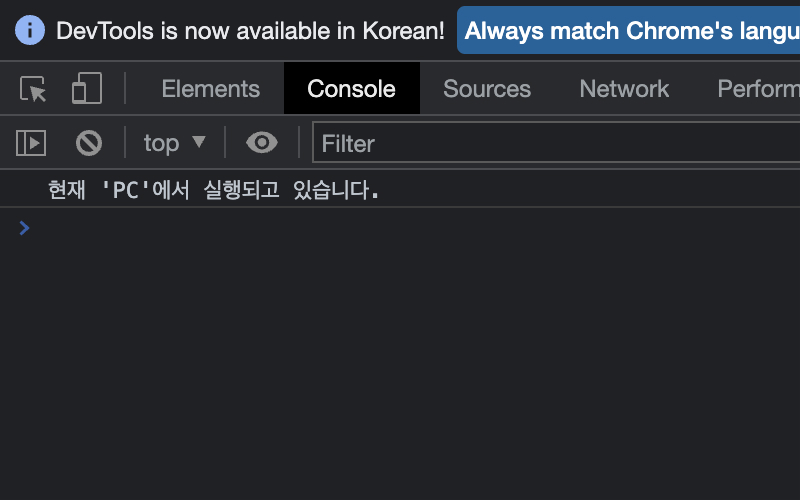 DevTools is now available in Korean! Always match Chrome's langu
Elements Console Sources Network Perform
top Filter
현재 'PC'에서 실행되고 있습니다.